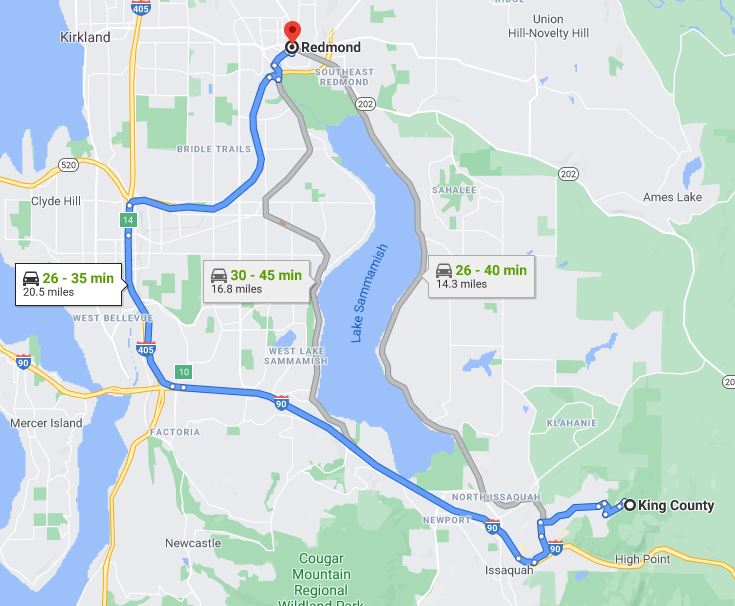 405
Kirkland
Redmond
Union
Hill-Novelty Hill
SOUTHEAST
REDMOND
202
BRIDLE TRAILS
520
Clyde Hill
SAHALEE
202
Ames Lake
14
26 - 35 min
20.5 miles
30 - 45 min
16.8 miles
26 - 40 min
14.3 miles
Lake Sammamish
WEST BELLEVUE
405
WEST LAKE
SAMMAMISH
90
10
90
Mercer Island
FACTORIA
KLAHANIE
NORTH ISSAQUAH
King County
NEWPORT
90
90
Newcastle
High Point
Issaquah
Cougar
Mountain
Regional